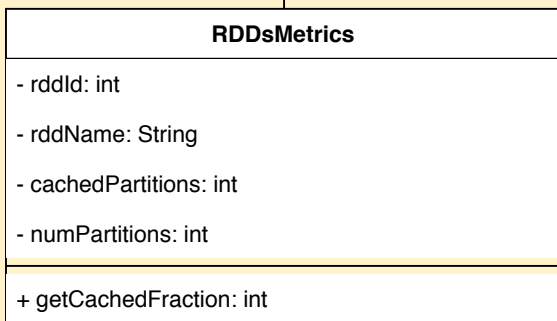 RDDsMetrics
- rddId: int
- rddName: String
- cachedPartitions: int
- numPartitions: int
+ getCachedFraction: int